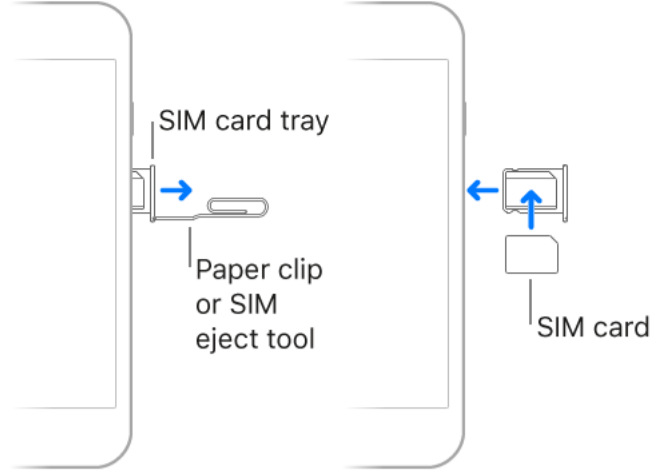 SIM card tray
Paper clip
or SIM
eject tool
SIM card